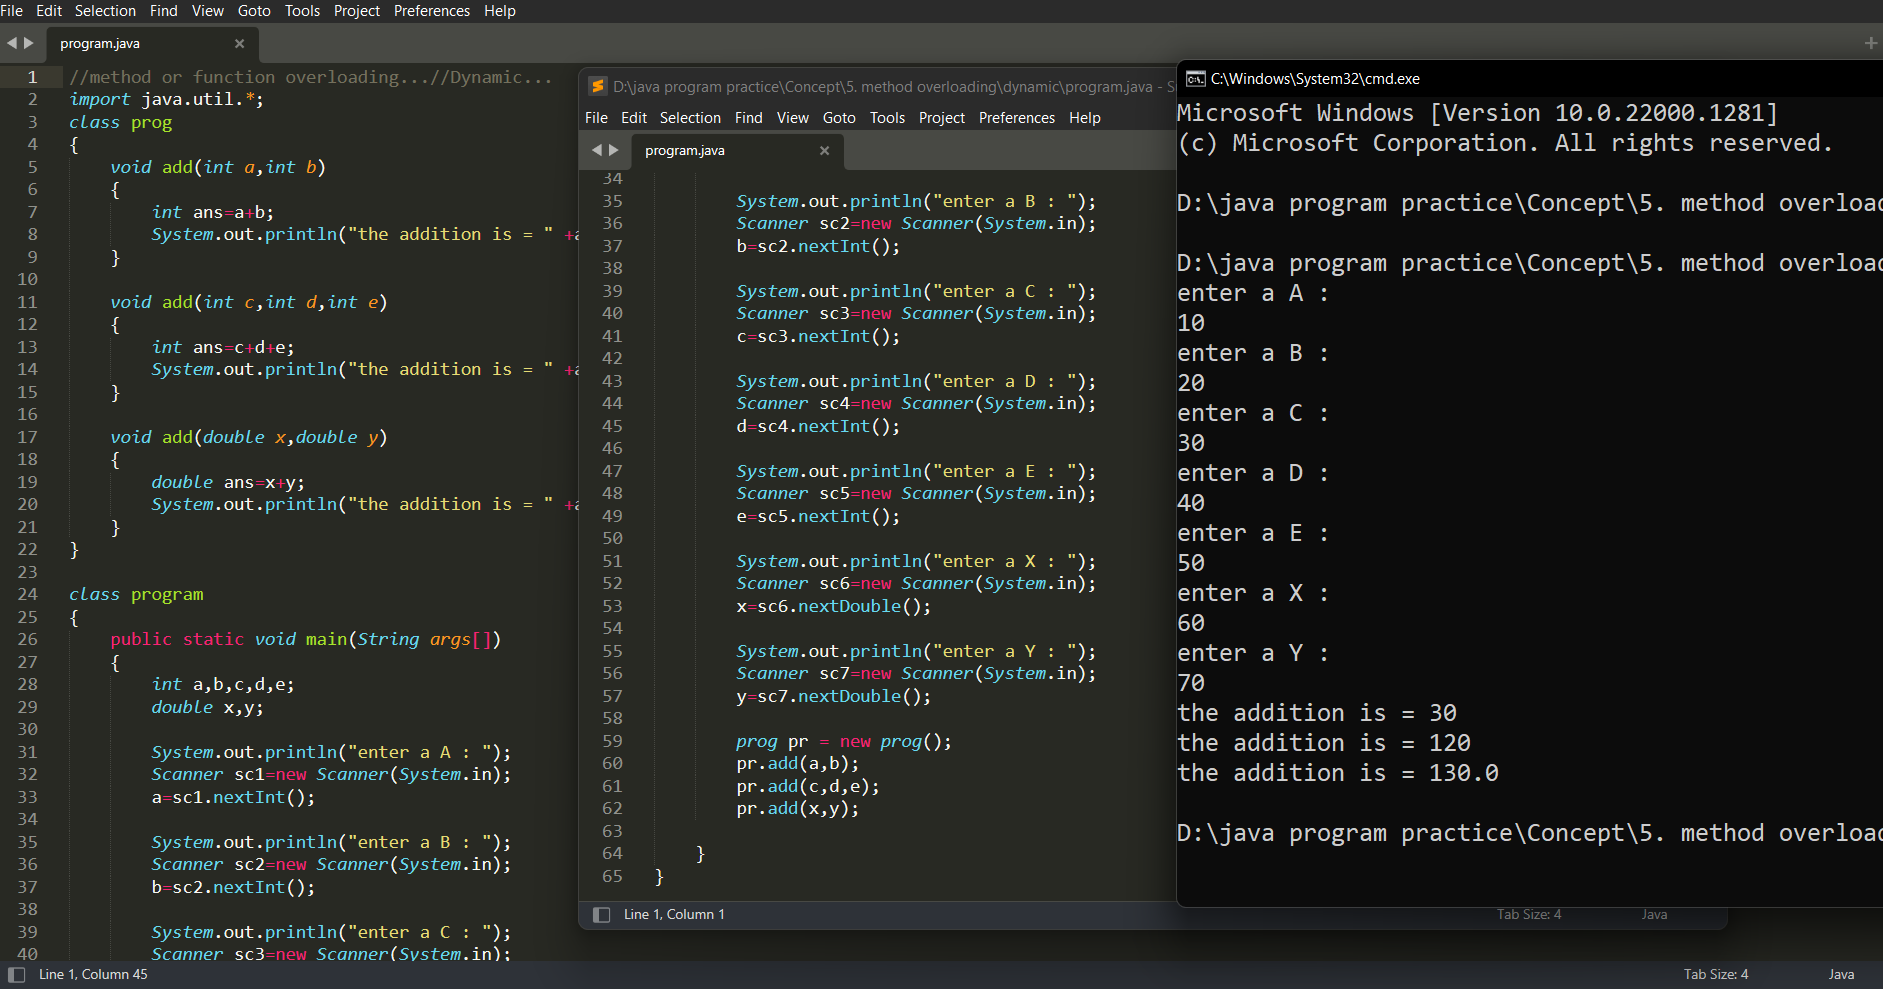 File Edit Selection Find View Goto Tools Project Preferences Help
program.java
1 //method or function overloading...//Dynamic...
2 import java.util.*;
3 class prog
4 {
5 void add(int a,int b)
6 {
7 int ans=a+b;
8 System.out.println("the addition is = " +
9 }
10
11 void add(int c,int d,int e)
12 {
13 int ans=c+d+e;
14 System.out.println("the addition is = " +
15 }
16
17 void add(double x,double y)
18 {
19 double ans=x+y;
20 System.out.println("the addition is = " +
21 }
22 }
23
24 class program
25 {
26 public static void main(String args[])
27 {
28 int a,b,c,d,e;
29 double x,y;
30
31 System.out.println("enter a A : ");
32 Scanner sc1=new Scanner(System.in);
33 a=sc1.nextInt();
34
35 System.out.println("enter a B : ");
36 Scanner sc2=new Scanner(System.in);
37 b=sc2.nextInt();
38
39 System.out.println("enter a C : ");
40 Scanner sc3=new Scanner(System.in);
Line 1, Column 45
Tab Size: 4
Java
D:\java program practice\Concept\5. method overloading\dynamic\program.java -
File Edit Selection Find View Goto Tools Project Preferences Help
program.java
34
35 System.out.println("enter a B : ");
36 Scanner sc2=new Scanner(System.in);
37 b=sc2.nextInt();
38
39 System.out.println("enter a C : ");
40 Scanner sc3=new Scanner(System.in);
41 c=sc3.nextInt();
42
43 System.out.println("enter a D : ");
44 Scanner sc4=new Scanner(System.in);
45 d=sc4.nextInt();
46
47 System.out.println("enter a E : ");
48 Scanner sc5=new Scanner(System.in);
49 e=sc5.nextInt();
50
51 System.out.println("enter a X : ");
52 Scanner sc6=new Scanner(System.in);
53 x=sc6.nextDouble();
54
55 System.out.println("enter a Y : ");
56 Scanner sc7=new Scanner(System.in);
57 y=sc7.nextDouble();
58
59 prog pr = new prog();
60 pr.add(a,b);
61 pr.add(c,d,e);
62 pr.add(x,y);
63
64 }
65 }
Line 1, Column 1
Tab Size: 4
Java
C:\Windows\System32\cmd.exe
Microsoft Windows [Version 10.0.22000.1281]
(c) Microsoft Corporation. All rights reserved.
D:\java program practice\Concept\5. method
D:\java program practice\Concept\5. method
enter a A :
10
enter a B :
20
enter a C :
30
enter a D :
40
enter a E :
50
enter a X :
60
enter a Y :
70
the addition is = 30
the addition is = 120
the addition is = 130.0
D:\java program practice\Concept\5. method